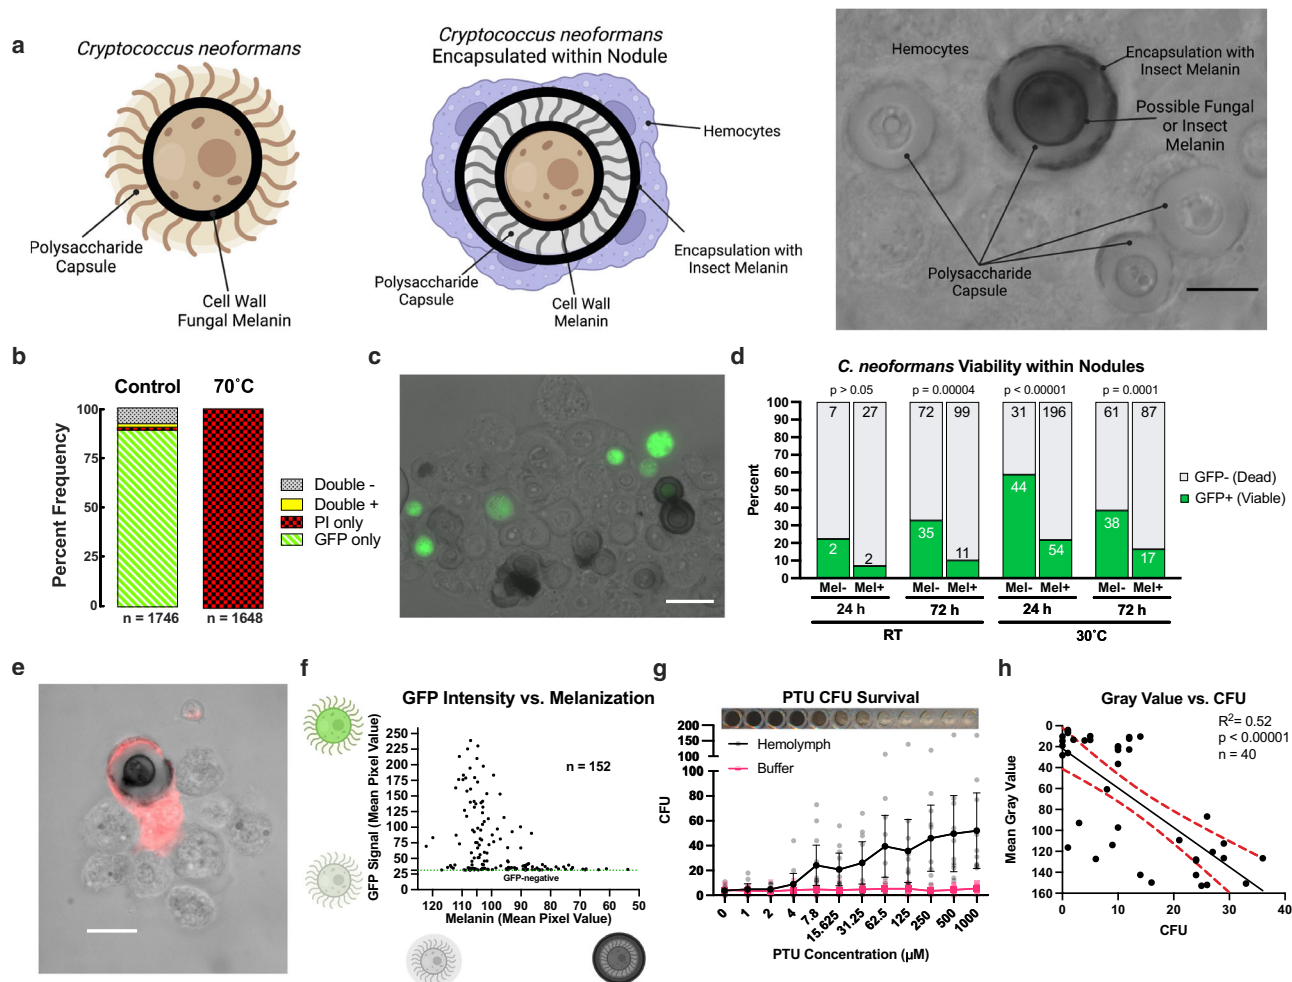 a
Cryptococcus neoformans
Polysaccharide
Capsule
Cell Wall
Fungal Melanin
Cryptococcus neoformans
Encapsulated within Nodule
Hemocytes
Encapsulation with
Insect Melanin
Polysaccharide
Capsule
Cell Wall
Melanin
Hemocytes
Encapsulation with
Insect Melanin
Possible Fungal
or Insect
Melanin
Polysaccharide
Capsule
b
Control 70˚C
Percent Frequency
100
75
50
25
0
n = 1746 n = 1648
Double -
Double +
PI only
GFP only
c
d
C. neoformans Viability within Nodules
p > 0.05 p = 0.00004 p < 0.00001 p = 0.0001
Percent
100
90
80
70
60
50
40
30
20
10
0
7 27 72 99 31 196 61 87
2 2 35 11 44 54 38 17
Mel- Mel+ Mel- Mel+ Mel- Mel+ Mel- Mel+
24 h 72 h 24 h 72 h
RT 30˚C
GFP- (Dead)
GFP+ (Viable)
e
f
GFP Intensity vs. Melanization
GFP Signal (Mean Pixel Value)
250
225
200
175
150
125
100
75
50
25
0
n = 152
GFP-negative
120 110 100 90 80 70 60 50
Melanin (Mean Pixel Value)
g
PTU CFU Survival
Hemolymph
Buffer
CFU
200
150
100
100
80
60
40
20
0
0 1 2 4 7.8 15.625 31.25 62.5 125 250 500 1000
PTU Concentration (µM)
h
Gray Value vs. CFU
R2= 0.52
p < 0.00001
n = 40
Mean Gray Value
0
20
40
60
80
100
120
140
160
0 10 20 30 40
CFU